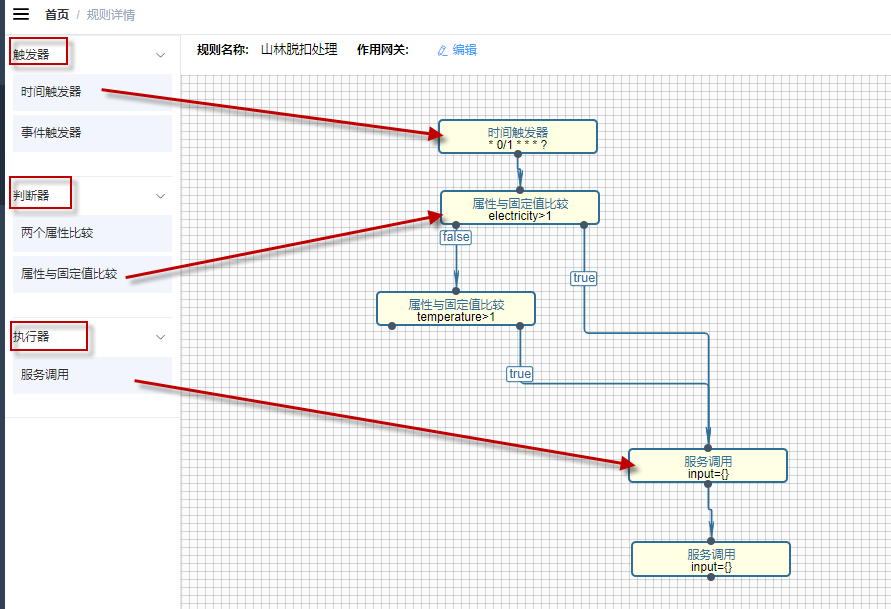 首页 / 规则详情
触发器
时间触发器
事件触发器
判断器
两个属性比较
属性与固定值比较
执行器
服务调用
规则名称: 山林脱扣处理 作用网关: 编辑
时间触发器
* 0/1 * * * ?
属性与固定值比较
electricity>1
false
true
属性与固定值比较
temperature>1
true
服务调用
input={}
服务调用
input={}